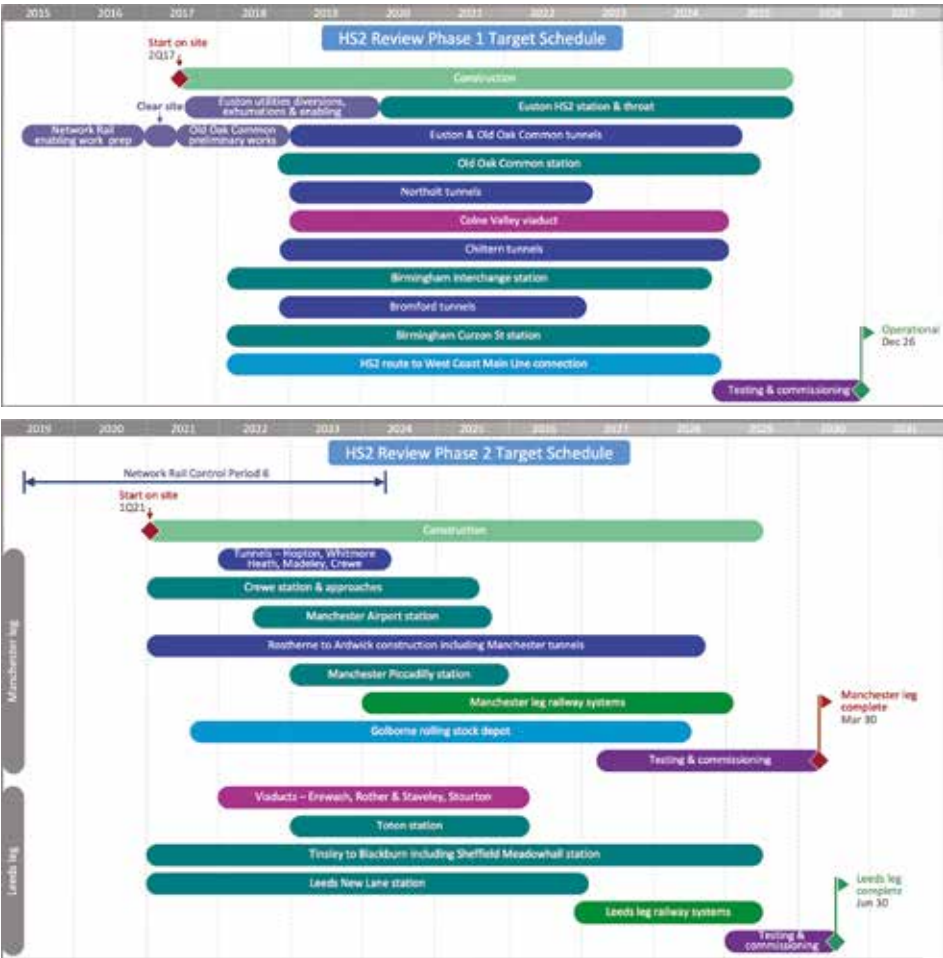 2015 2016 2017 2018 2019 2020 2021 2022 2023 2024 2025 2026 2027
HS2 Review Phase 1 Target Schedule
Start on site
2Q17
Construction
Euston utilities diversions,
exhumations & enabling
Euston HS2 station & throat
Clear site
Network Rail
enabling work prep
Old Oak Common
preliminary works
Euston & Old Oak Common tunnels
Old Oak Common station
Northolt tunnels
Colne Valley viaduct
Chiltern tunnels
Birmingham Interchange station
Bromford tunnels
Birmingham Curzon St station
HS2 route to West Coast Main Line connection
Operational
Dec 26
Testing & commissioning
2019 2020 2021 2022 2023 2024 2025 2026 2027 2028 2029 2030 2031
HS2 Review Phase 2 Target Schedule
Network Rail Control Period 6
Start on site
1Q21
Construction
Manchester leg
Tunnels – Hopton, Whitmore
Heath, Madeley, Crewe
Crewe station & approaches
Manchester Airport station
Rostherne to Ardwick construction including Manchester tunnels
Manchester Piccadilly station
Manchester leg railway systems
Manchester leg
complete
Mar 30
Golborne rolling stock depot
Testing & commissioning
Leeds leg
Viaducts – Erewash, Rother & Staveley, Stourton
Toton station
Tinsley to Blackburn including Sheffield Meadowhall station
Leeds New Lane station
Leeds leg
complete
Jun 30
Leeds leg railway systems
Testing &
commissioning